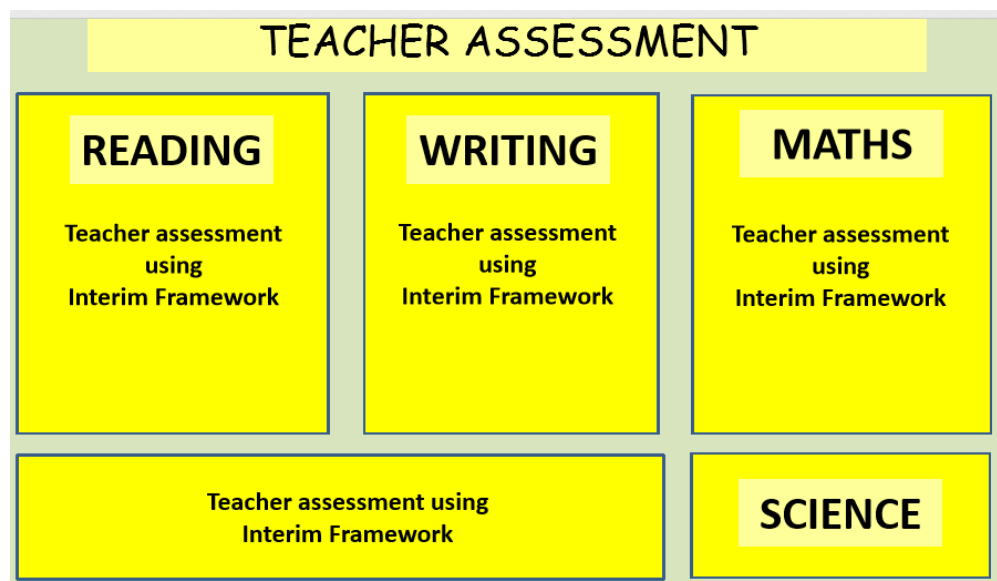 TEACHER ASSESSMENT
READING
Teacher assessment
using
Interim Framework
WRITING
Teacher assessment
using
Interim Framework
MATHS
Teacher assessment
using
Interim Framework
Teacher assessment using
Interim Framework
SCIENCE